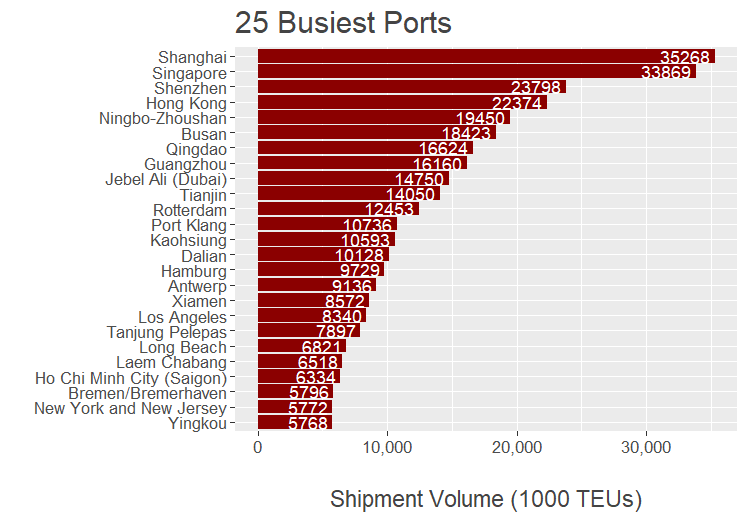 25 Busiest Ports
Shanghai 35268
Singapore 33869
Shenzhen 23798
Hong Kong 22374
Ningbo-Zhoushan 19450
Busan 18423
Qingdao 16624
Guangzhou 16160
Jebel Ali (Dubai) 14750
Tianjin 14050
Rotterdam 12453
Port Klang 10736
Kaohsiung 10593
Dalian 10128
Hamburg 9729
Antwerp 9136
Xiamen 8572
Los Angeles 8340
Tanjung Pelepas 7897
Long Beach 6821
Laem Chabang 6518
Ho Chi Minh City (Saigon) 6334
Bremen/Bremerhaven 5796
New York and New Jersey 5772
Yingkou 5768
0 10,000 20,000 30,000
Shipment Volume (1000 TEUs)